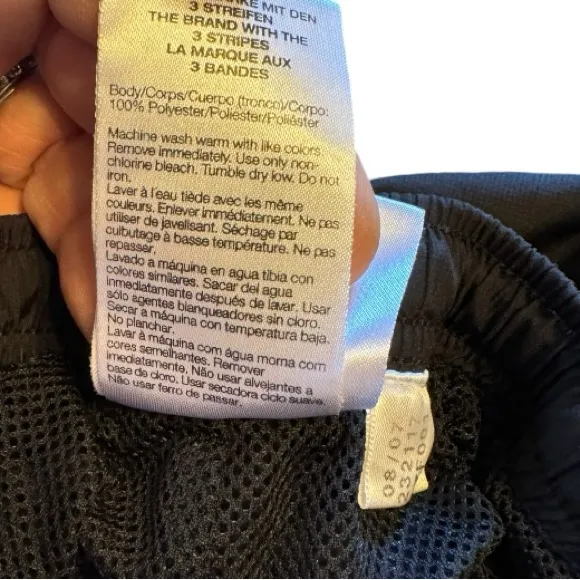 MIT DEN
3 STREIFEN
THE BRAND WITH THE
3 STRIPES
LA MARQUE AUX
3 BANDES
Body/Corps/Cuerpo (tronco)/Corpo:
100% Polyester/Poliester/Poliéster
Machine wash warm with like colors.
Remove immediately. Use only non-
chlorine bleach. Tumble dry low. Do not
iron.
Laver à l'eau tiède avec les même
couleurs. Enlever immédiatement. Ne pas
utiliser de javelisant. Séchage par
culbutage à basse température. Ne pas
repasser.
Lavado a máquina en agua tibia con
colores similares. Sacar del agua
inmediatamente después de lavar. Usar
sólo agentes blanqueadores sin cloro.
Secar a máquina con temperatura baja.
No planchar.
Lavar à máquina com água morna com
cores semelhantes. Remover
imediatamente. Não usar alvejantes a
base de cloro. Usar secadora ciclo suave.
Não usar ferro de passar.
08/07
232117